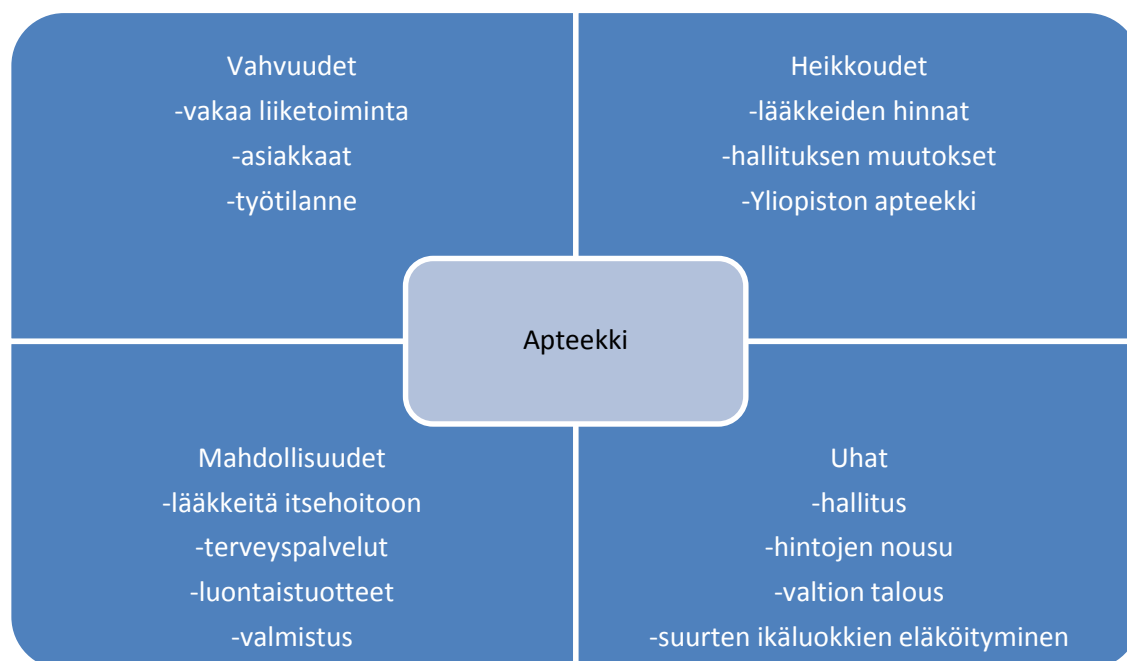 Vahvuudet
-vakaa liiketoiminta
-asiakkaat
-työtilanne
Heikkoudet
-lääkkeiden hinnat
-hallituksen muutokset
-Yliopiston apteekki
Apteekki
Mahdollisuudet
-lääkkeitä itsehoitoon
-terveyspalvelut
-luontaistuotteet
-valmistus
Uhat
-hallitus
-hintojen nousu
-valtion talous
-suurten ikäluokkien eläköityminen